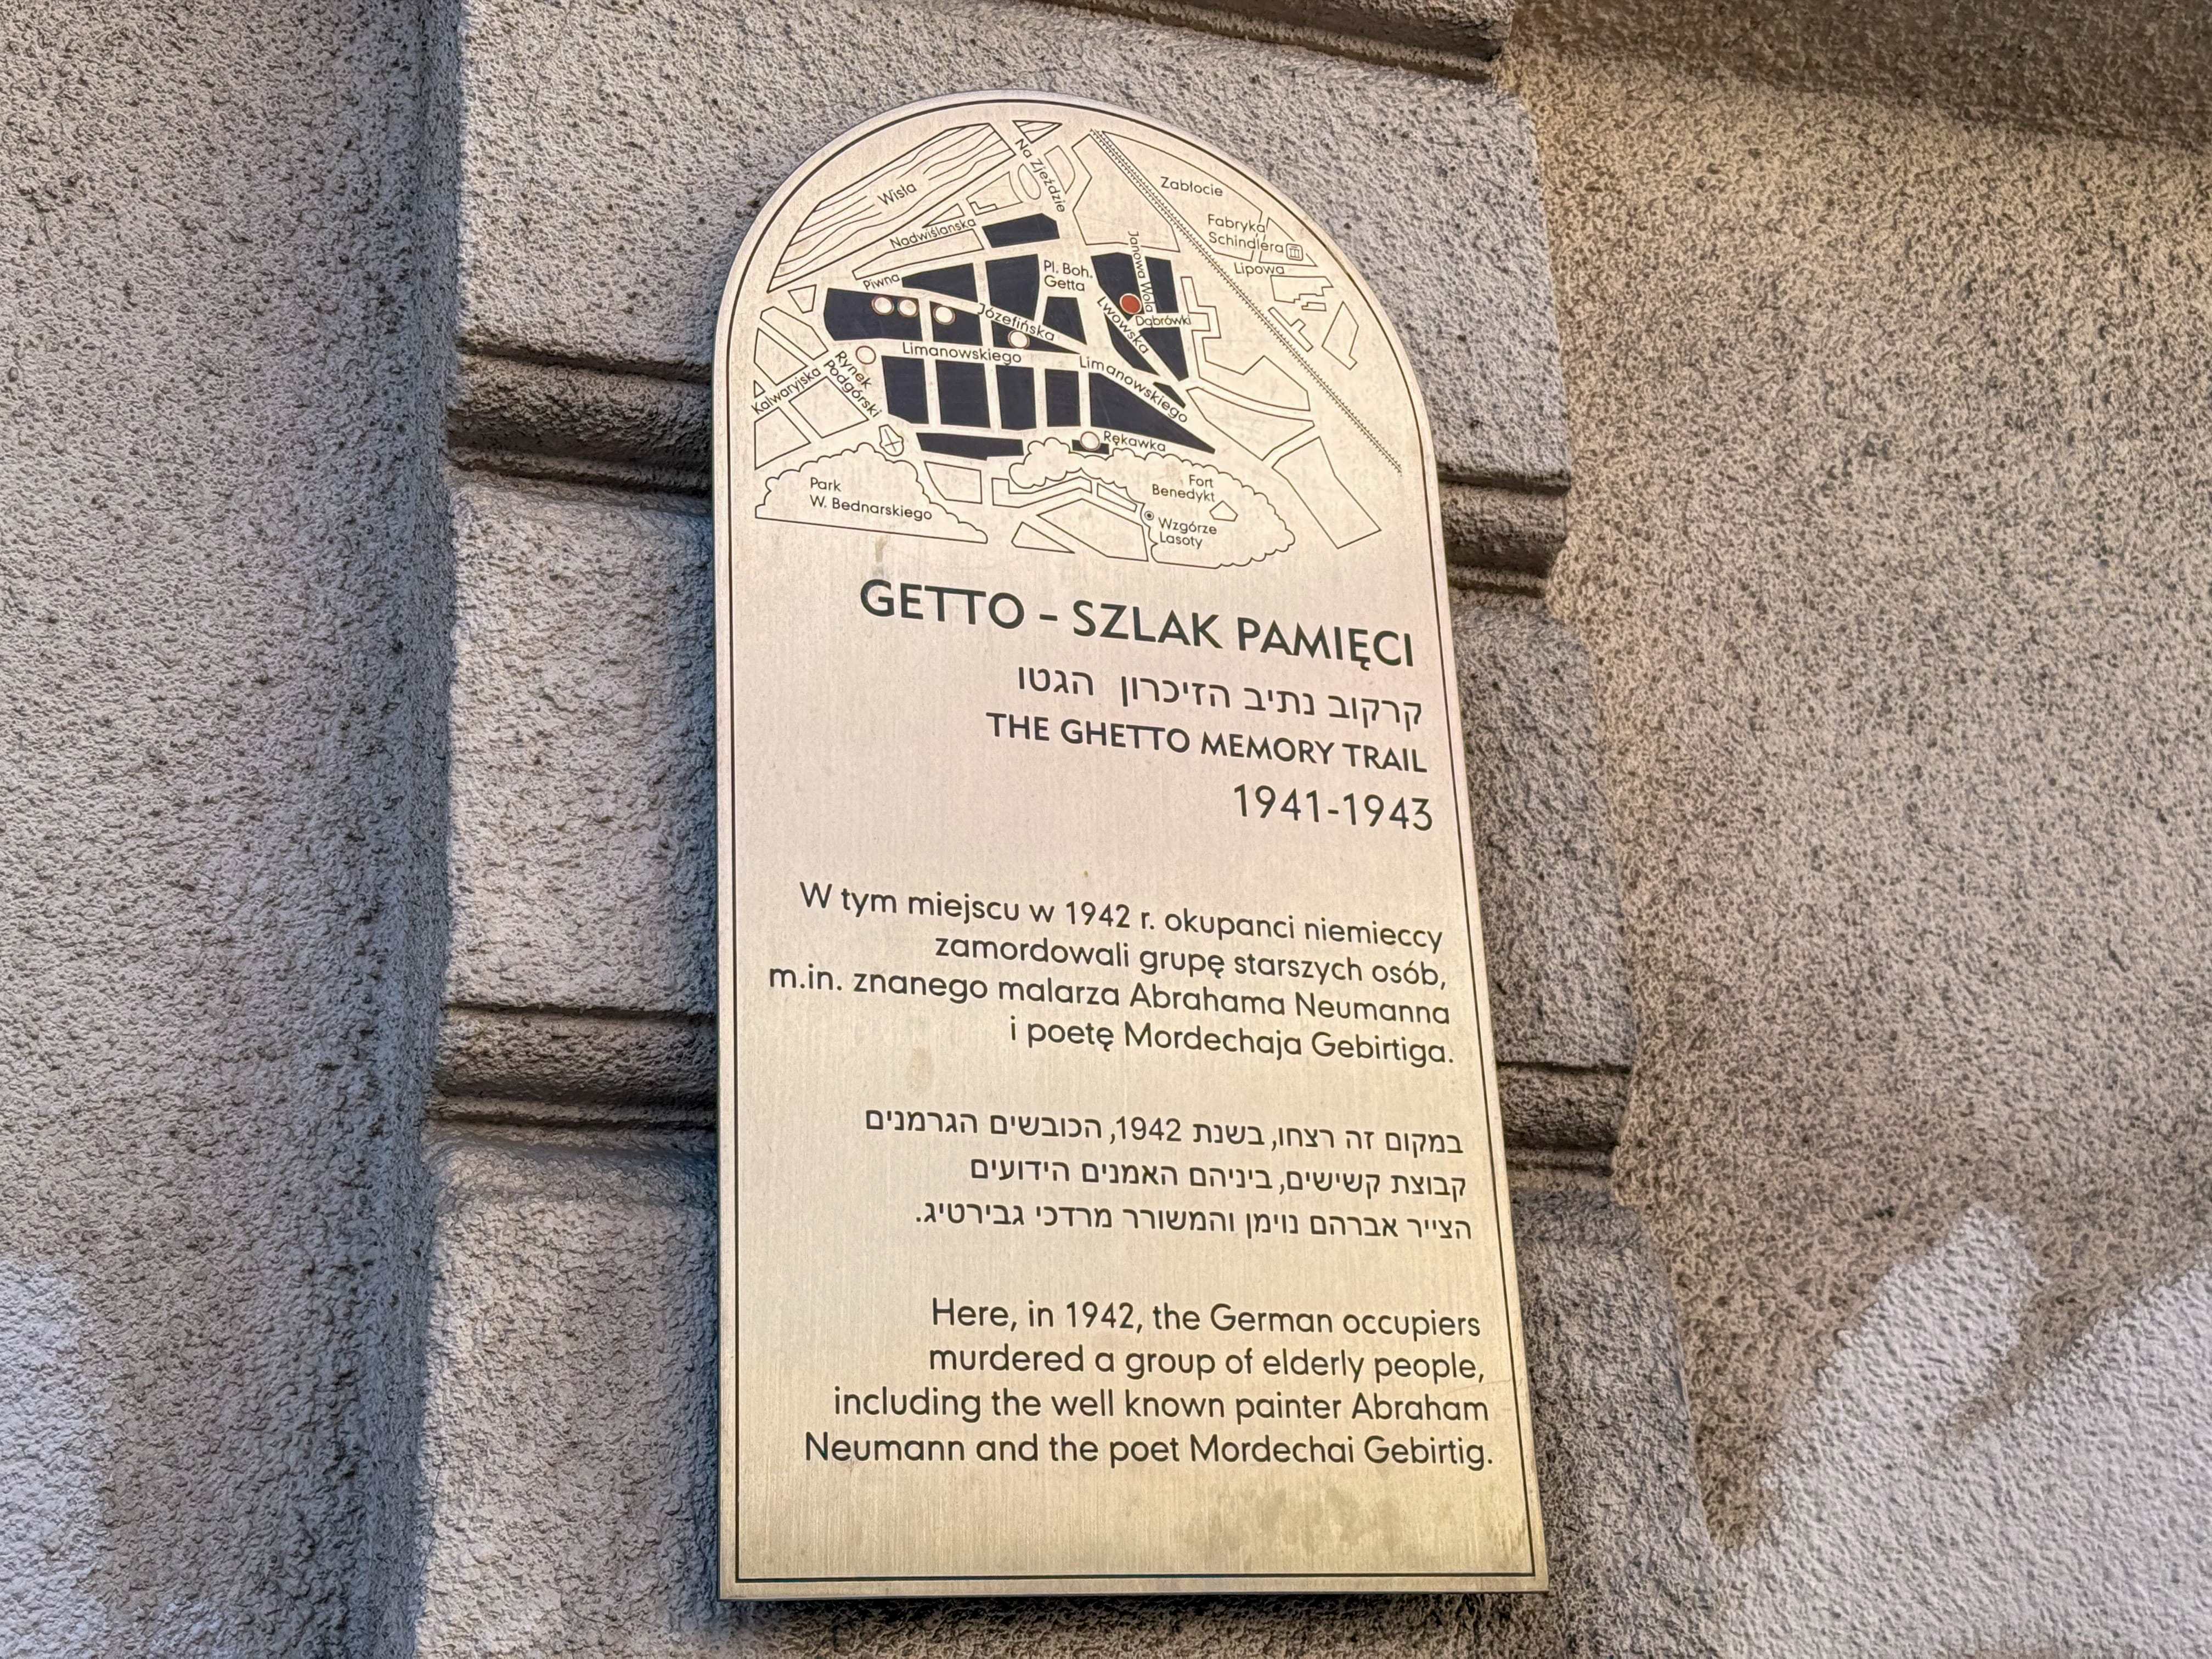 Wisła
Na Zjeździe
Zabłocie
Nadwiślańska
Fabryka
Schindlera
Lipowa
Piwna
Pl. Boh.
Getta
Janowa Wola
Józefińska
Lwowska
Dąbrówki
Limanowskiego
Limanowskiego
Rynek
Podgórski
Kalwaryjska
Rękawka
Park
W. Bednarskiego
Fort
Benedykt
Wzgórze
Lasoty
GETTO – SZLAK PAMIĘCI
קרקוב נתיב הזיכרון הגטו
THE GHETTO MEMORY TRAIL
1941-1943
W tym miejscu w 1942 r. okupanci niemieccy
zamordowali grupę starszych osób,
m.in. znanego malarza Abrahama Neumanna
i poetę Mordechaja Gebirtiga.
במקום זה רצחו, בשנת 1942, הכובשים הגרמנים
קבוצת קשישים, ביניהם האמנים הידועים
הצייר אברהם נוימן והמשורר מרדכי גבירטיג.
Here, in 1942, the German occupiers
murdered a group of elderly people,
including the well known painter Abraham
Neumann and the poet Mordechai Gebirtig.